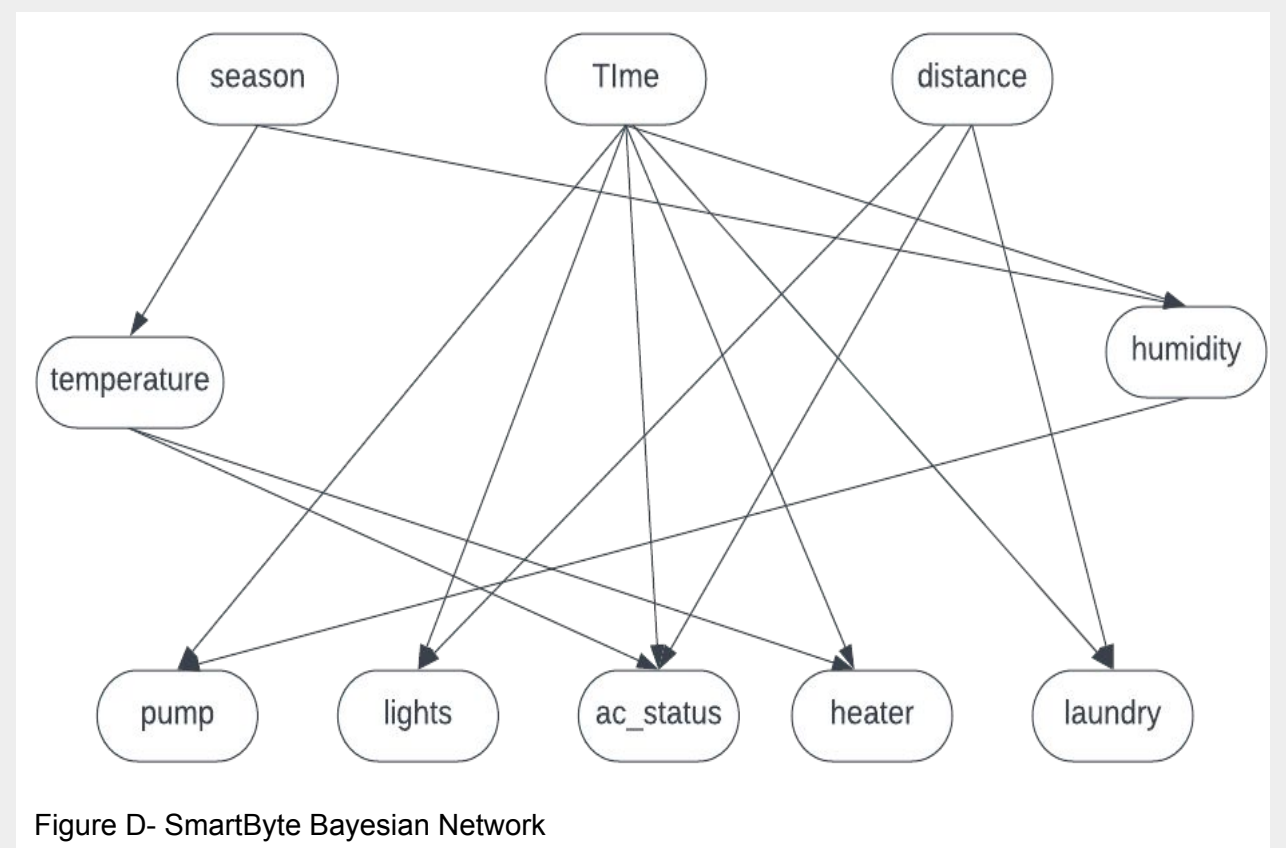 season
TIme
distance
temperature
humidity
pump
lights
ac_status
heater
laundry
Figure D- SmartByte Bayesian Network